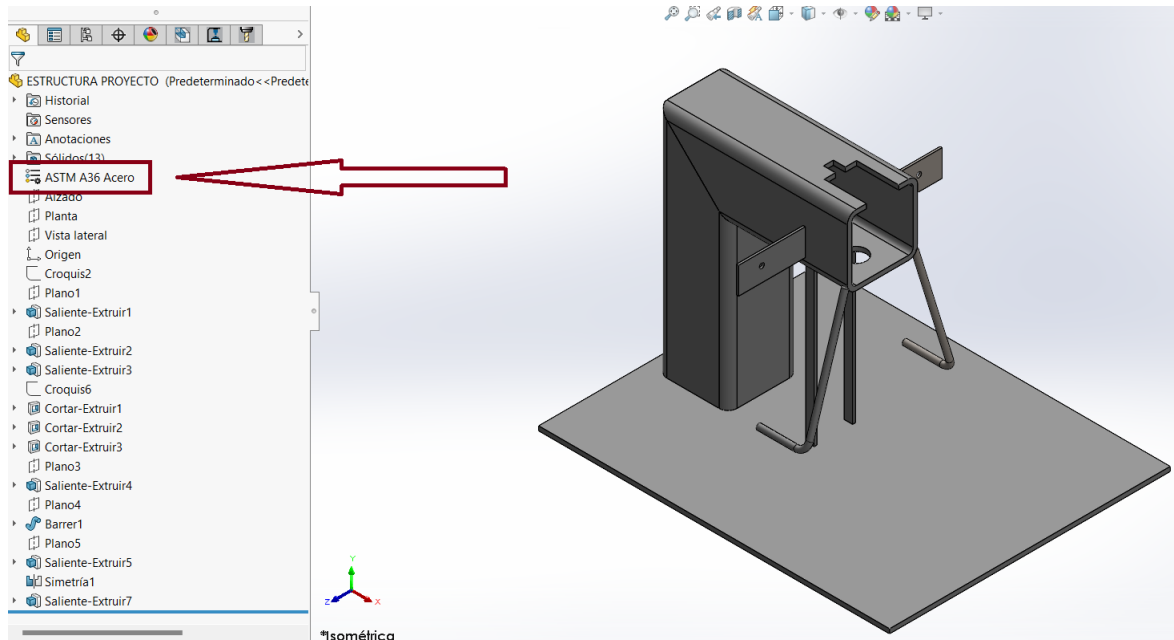 ESTRUCTURA PROYECTO (Predeterminado<<Predete
Historial
Sensores
Anotaciones
Sólidos(13)
ASTM A36 Acero
Alzado
Planta
Vista lateral
Origen
Croquis2
Plano1
Saliente-Extruir1
Plano2
Saliente-Extruir2
Saliente-Extruir3
Croquis6
Cortar-Extruir1
Cortar-Extruir2
Cortar-Extruir3
Plano3
Saliente-Extruir4
Plano4
Barrer1
Plano5
Saliente-Extruir5
Simetría1
Saliente-Extruir7
Y
Z
X
*Isométrica